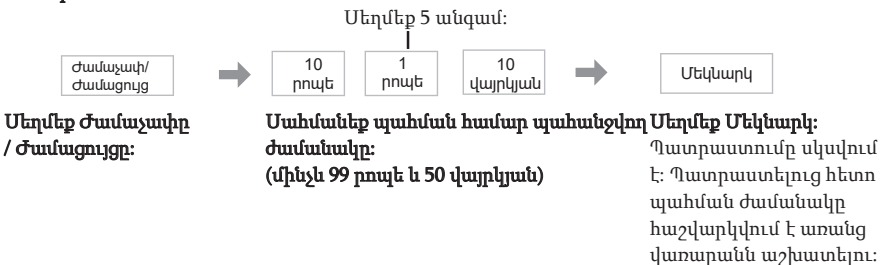 Սեղմեք 5 անգամ:
Ժամաչափ/
Ժամացույց
10
րոպե
1
րոպե
10
վայրկյան
Մեկնարկ
Սեղմեք Ժամաչափը
/ Ժամացույցը:
Սահմանեք պահման համար պահանջվող
ժամանակը:
(մինչև 99 րոպե և 50 վայրկյան)
Սեղմեք Մեկնարկ:
Պատրաստումը սկսվում
է: Պատրաստելուց հետո
պահման ժամանակը
հաշվարկվում է առանց
վառարանն աշխատելու: